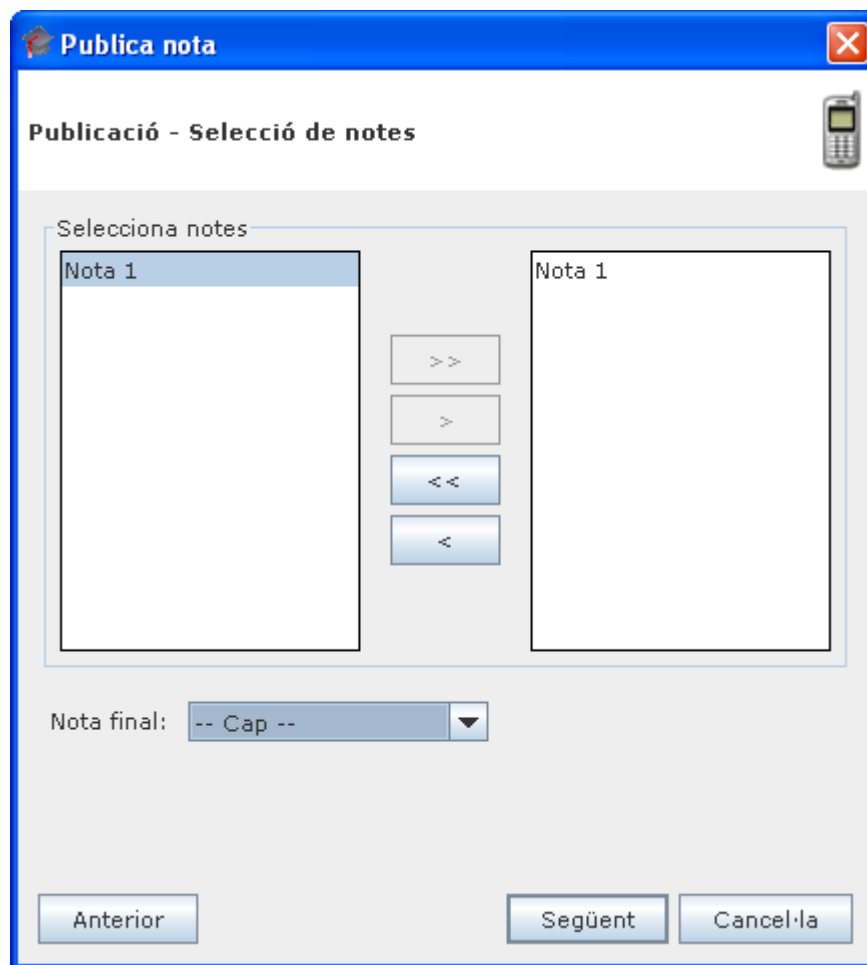 Publica nota
Publicació - Selecció de notes
Selecciona notes
Nota 1
Nota 1
>>
>
<<
<
Nota final:
-- Cap --
Anterior
Següent
Cancel·la